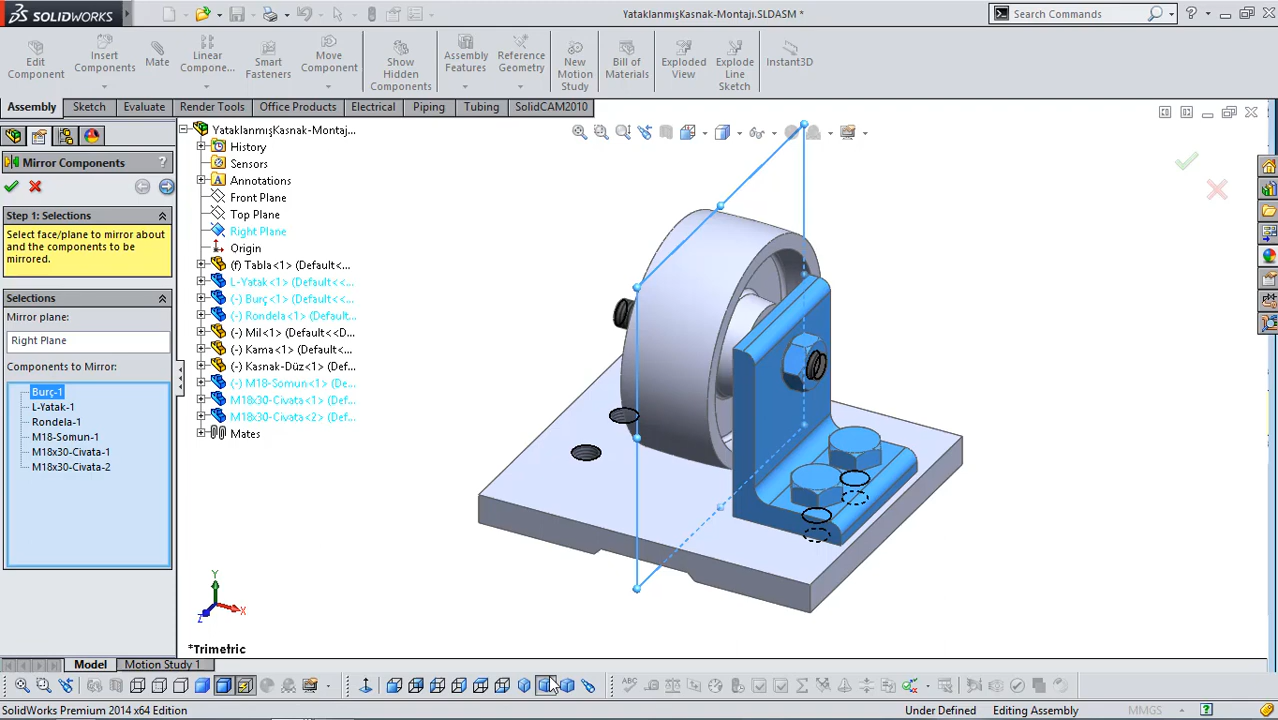 SOLIDWORKS
YataklanmışKasnak-Montajı.SLDASM *
Search Commands
Edit Component
Insert Components
Mate
Linear Compone...
Smart Fasteners
Move Component
Show Hidden Components
Assembly Features
Reference Geometry
New Motion Study
Bill of Materials
Exploded View
Explode Line Sketch
Instant3D
Assembly
Sketch
Evaluate
Render Tools
Office Products
Electrical
Piping
Tubing
SolidCAM2010
Mirror Components
?
Step 1: Selections
Select face/plane to mirror about
and the components to be
mirrored.
Selections
Mirror plane:
Right Plane
Components to Mirror:
Burç-1
L-Yatak-1
Rondela-1
M18-Somun-1
M18x30-Civata-1
M18x30-Civata-2
YataklanmışKasnak-Montaj...
History
Sensors
Annotations
Front Plane
Top Plane
Right Plane
Origin
(f) Tabla<1> (Default<...
L-Yatak<1> (Default<<...
(-) Burç<1> (Default<<...
(-) Rondela<1> (Default...
(-) Mil<1> (Default<<D...
(-) Kama<1> (Default<...
(-) Kasnak-Düz<1> (Def...
(-) M18-Somun<1> (De...
M18x30-Civata<1> (Def...
M18x30-Civata<2> (Def...
Mates
Y
X
Z
*Trimetric
Model
Motion Study 1
SolidWorks Premium 2014 x64 Edition
Under Defined
Editing Assembly
MMGS